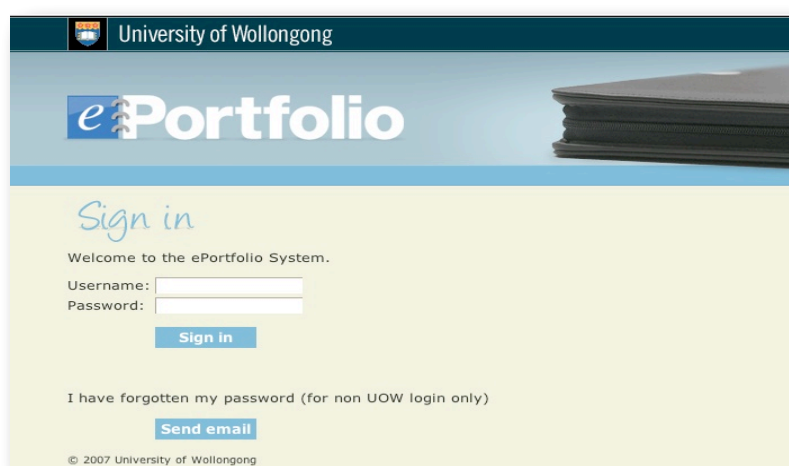 University of Wollongong
ePortfolio
Sign in
Welcome to the ePortfolio System.
Username:
Password:
Sign in
I have forgotten my password (for non UOW login only)
Send email
© 2007 University of Wollongong